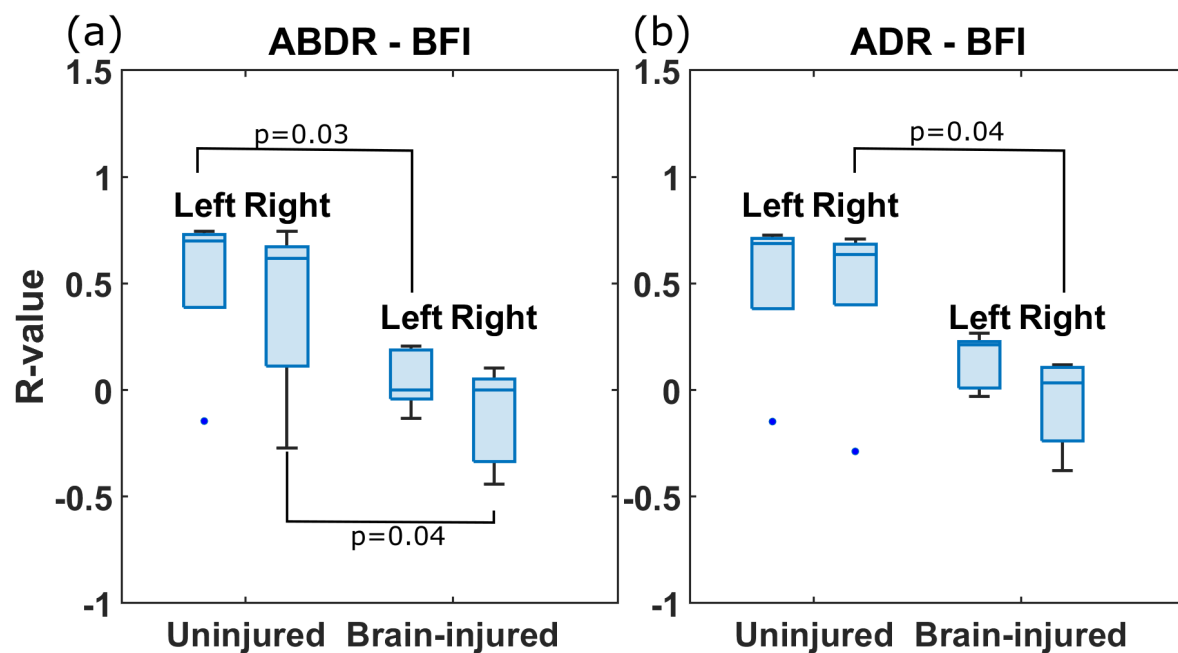 (a)
ABDR - BFI
1.5
1
0.5
0
-0.5
-1
R-value
p=0.03
Left Right
Left Right
p=0.04
Uninjured Brain-injured
(b)
ADR - BFI
1.5
1
0.5
0
-0.5
-1
p=0.04
Left Right
Left Right
Uninjured Brain-injured